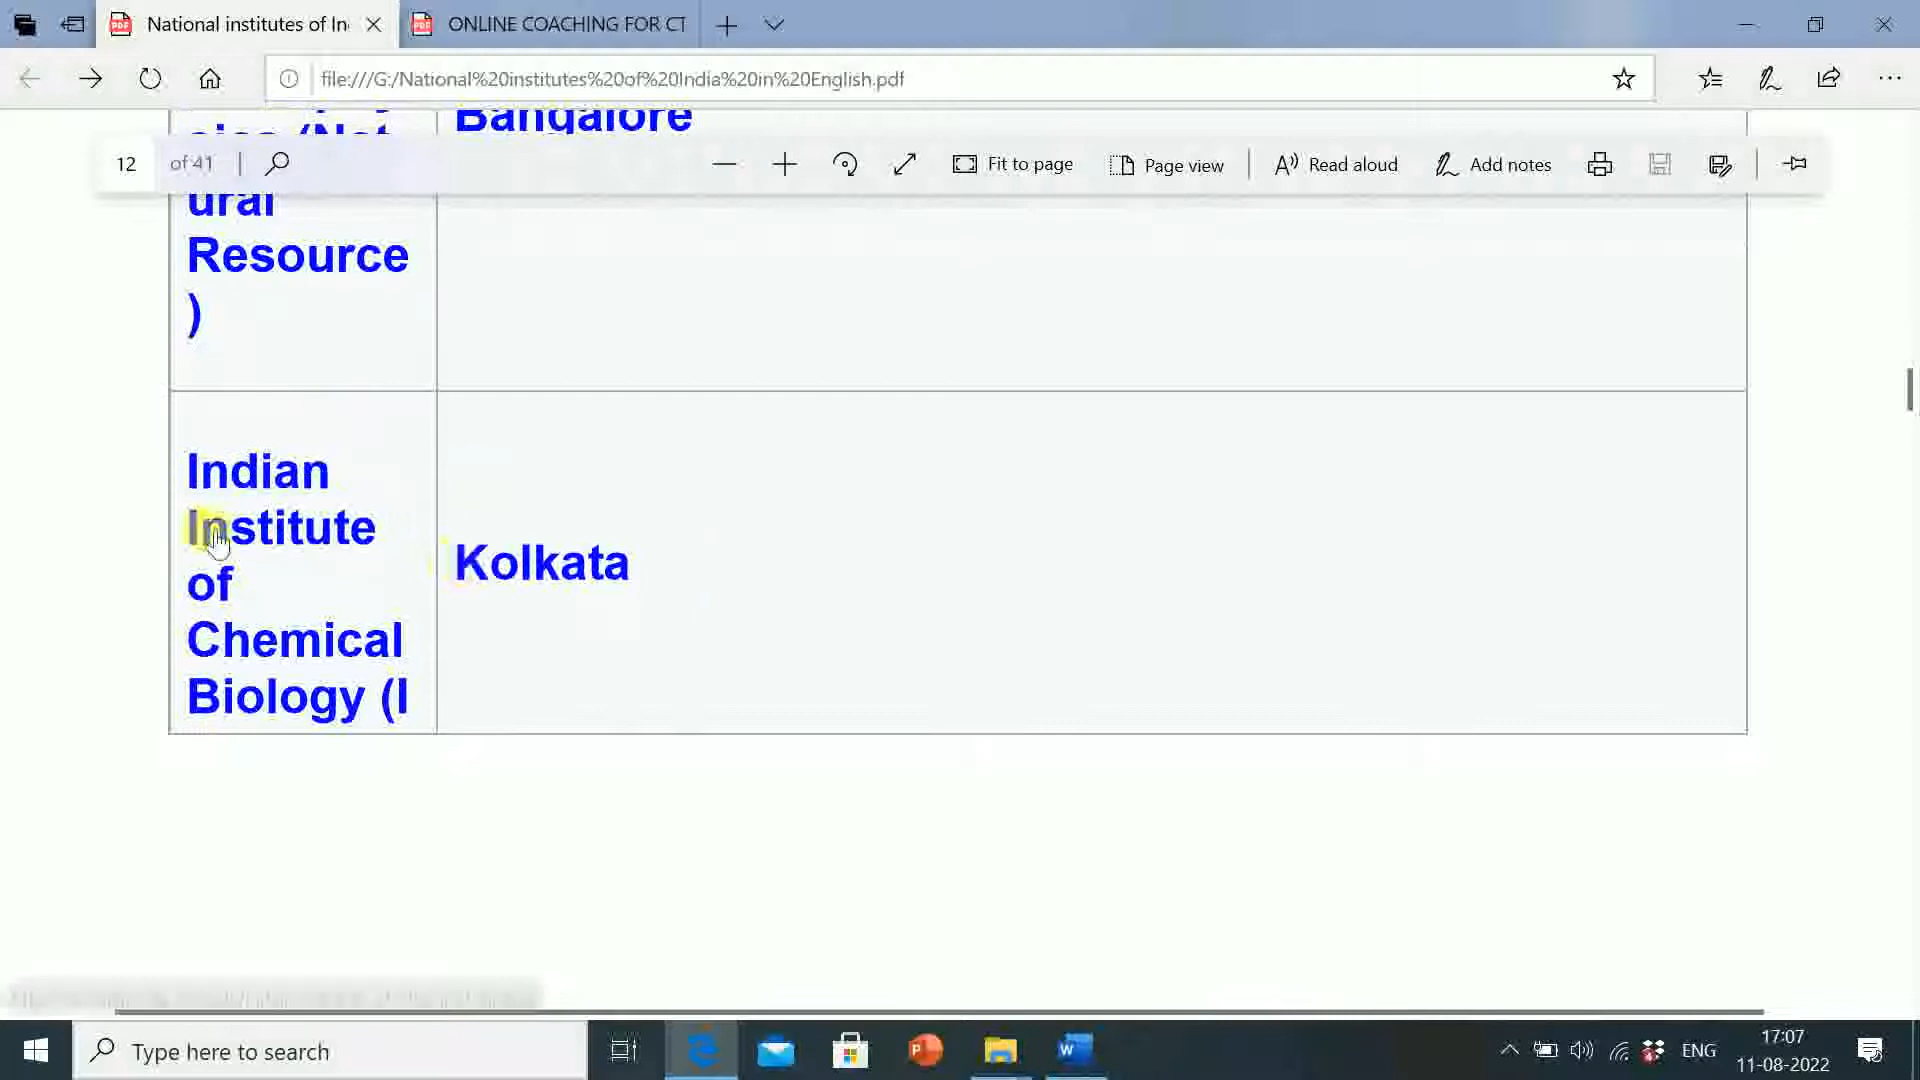 National institutes of In
ONLINE COACHING FOR CT
file:///G:/National%20institutes%20of%20India%20in%20English.pdf
Bangalore
12 of 41
Fit to page
Page view
Read aloud
Add notes
ural
Resource
)
Indian
Institute
of
Chemical
Biology (I
Kolkata
Type here to search
ENG
17:07
11-08-2022